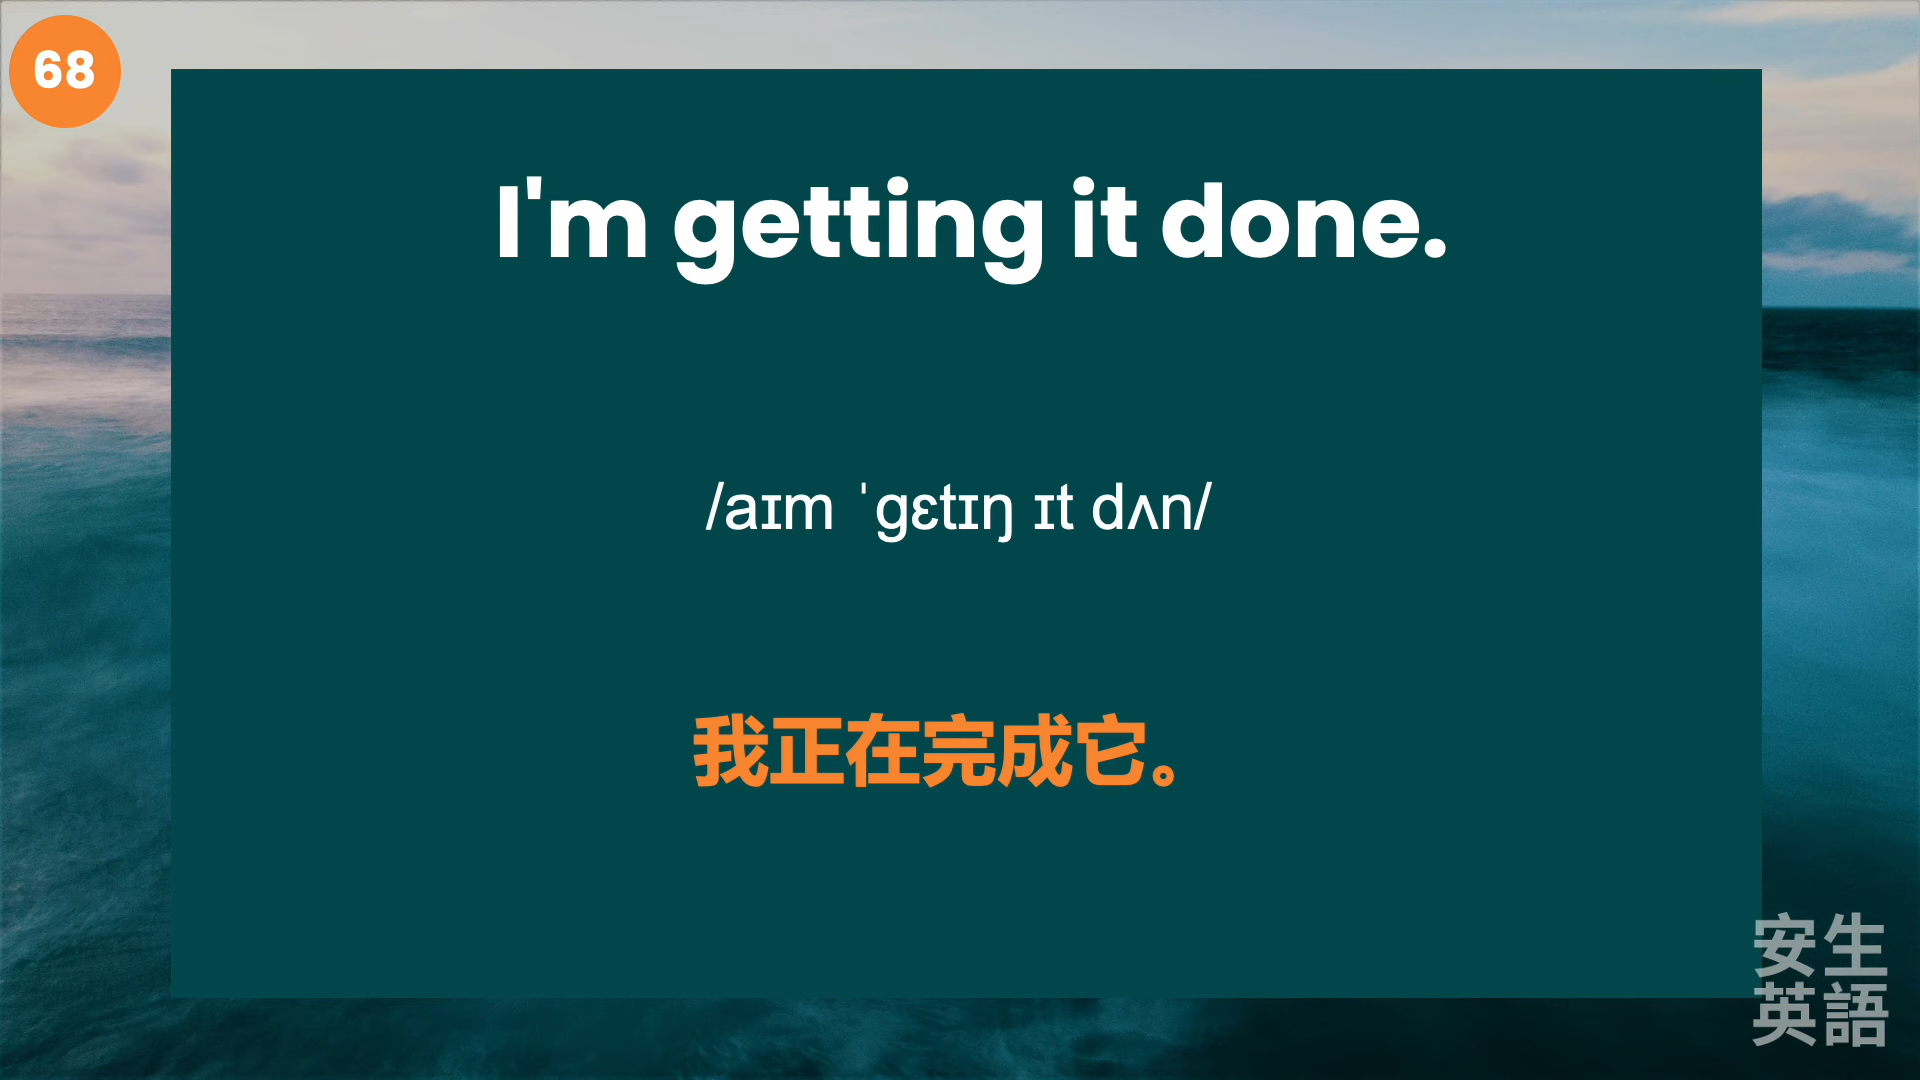 68
I'm getting it done.
/aɪm ˈgɛtɪŋ ɪt dʌn/
我正在完成它。
安生
英語